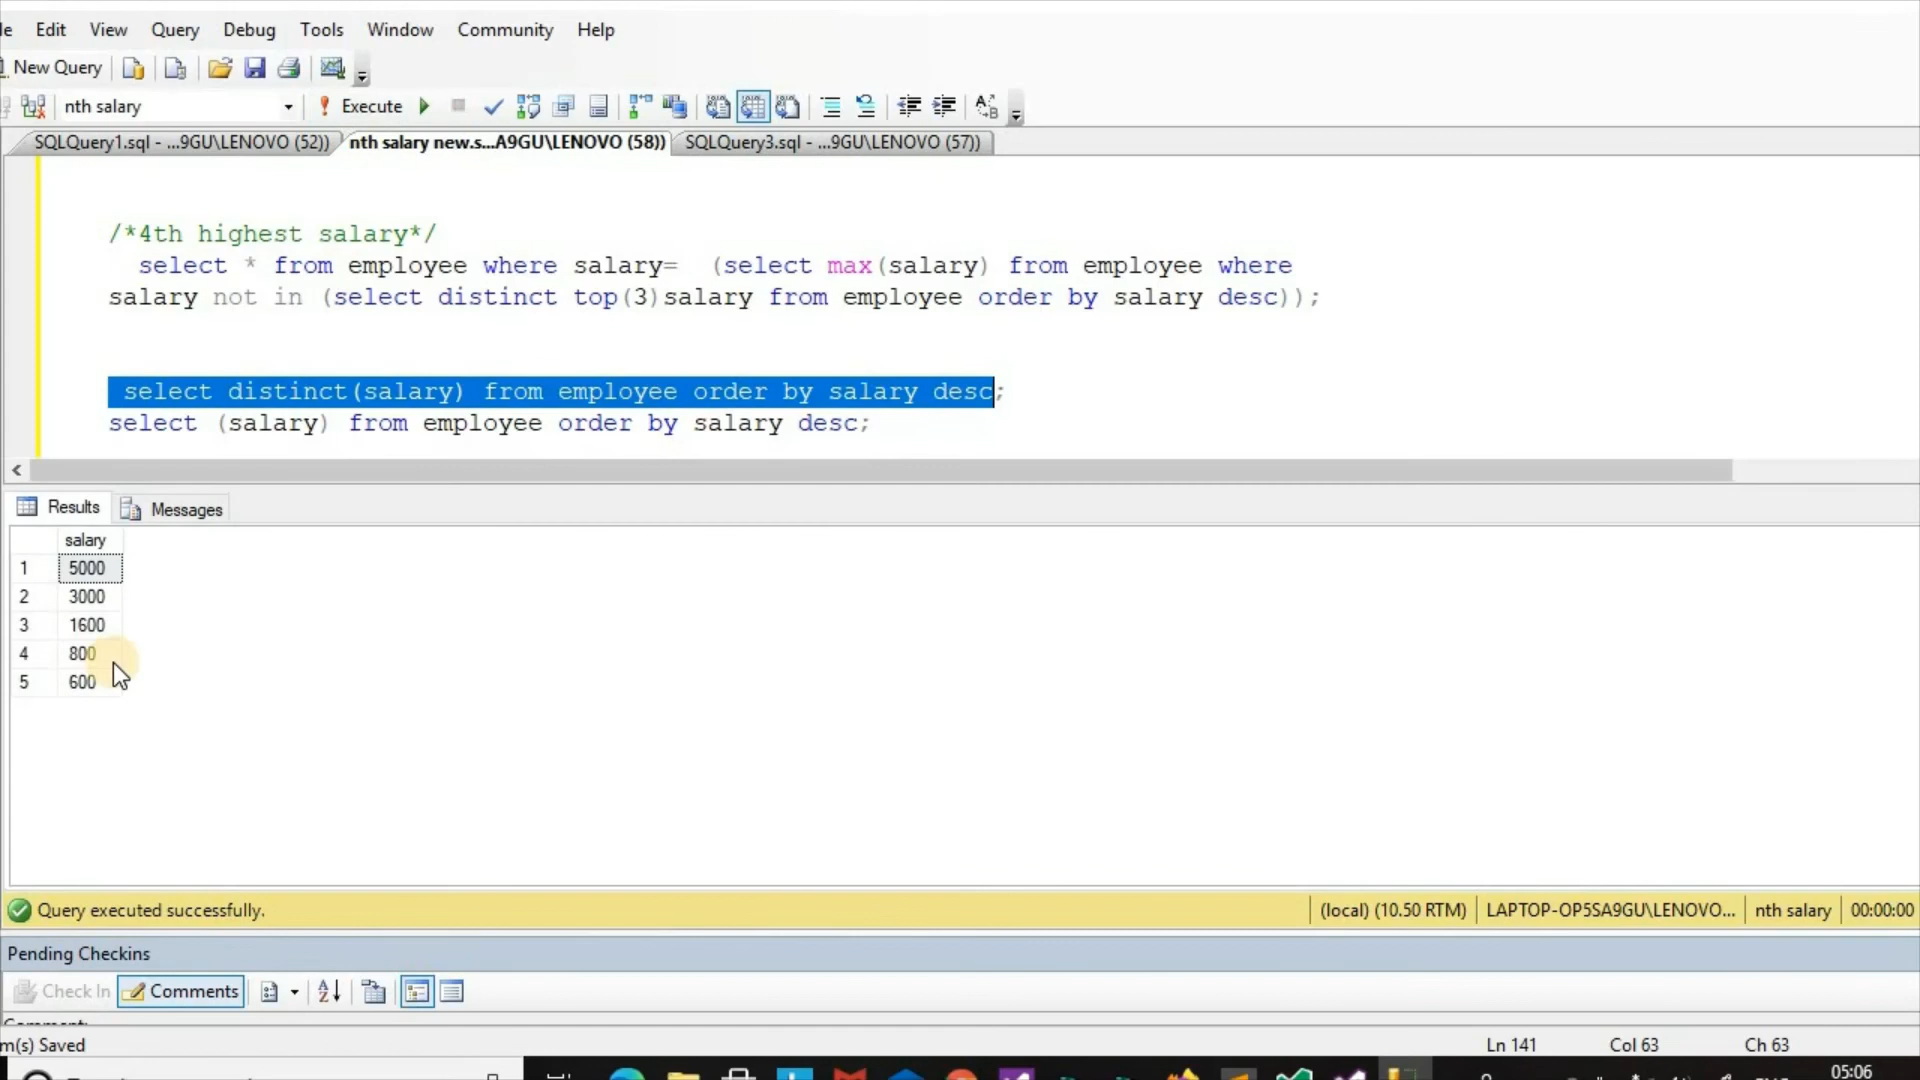 le Edit View Query Debug Tools Window Community Help
New Query
nth salary Execute
SQLQuery1.sql - ...9GU\LENOVO (52)) nth salary new.s...A9GU\LENOVO (58)) SQLQuery3.sql - ...9GU\LENOVO (57))
/*4th highest salary*/
select * from employee where salary= (select max(salary) from employee where
salary not in (select distinct top(3)salary from employee order by salary desc));
select distinct(salary) from employee order by salary desc;
select (salary) from employee order by salary desc;
Results Messages
salary
1 5000
2 3000
3 1600
4 800
5 600
Query executed successfully. (local) (10.50 RTM) LAPTOP-OP5SA9GU\LENOVO... nth salary 00:00:00
Pending Checkins
Check In Comments
m(s) Saved Ln 141 Col 63 Ch 63
05:06